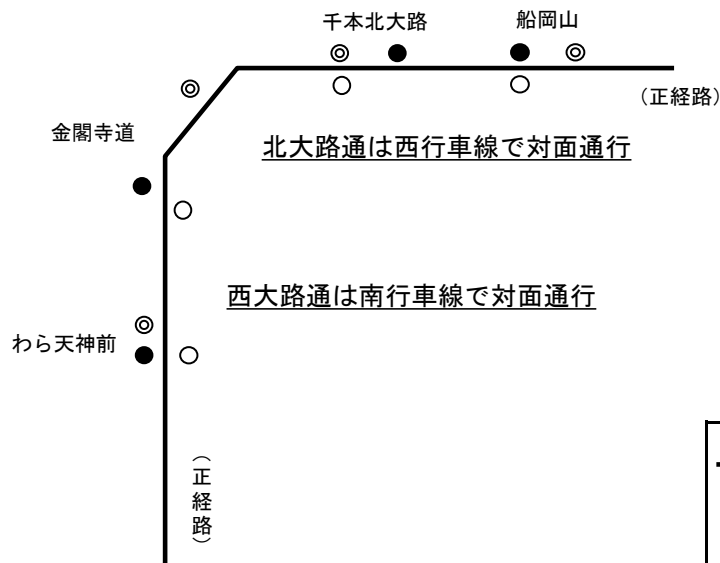 千本北大路
船岡山
(正経路)
金閣寺道
北大路通は西行車線で対面通行
西大路通は南行車線で対面通行
わら天神前
(正経路)